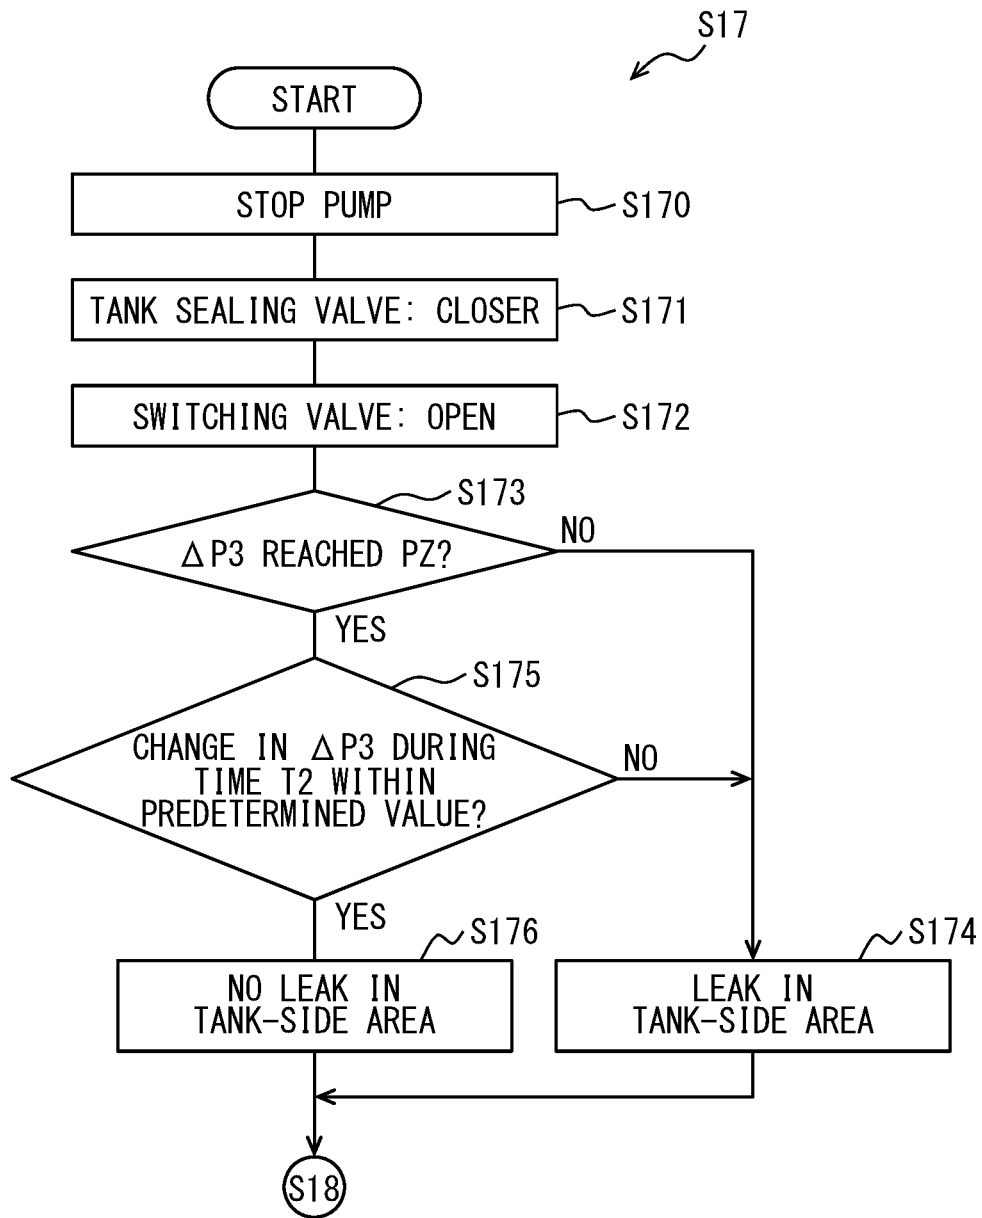 S17
START
STOP PUMP
S170
TANK SEALING VALVE: CLOSER
S171
SWITCHING VALVE: OPEN
S172
S173
ΔP3 REACHED PZ?
NO
YES
S175
CHANGE IN ΔP3 DURING
TIME T2 WITHIN
PREDETERMINED VALUE?
NO
YES
S176
NO LEAK IN
TANK-SIDE AREA
S174
LEAK IN
TANK-SIDE AREA
S18